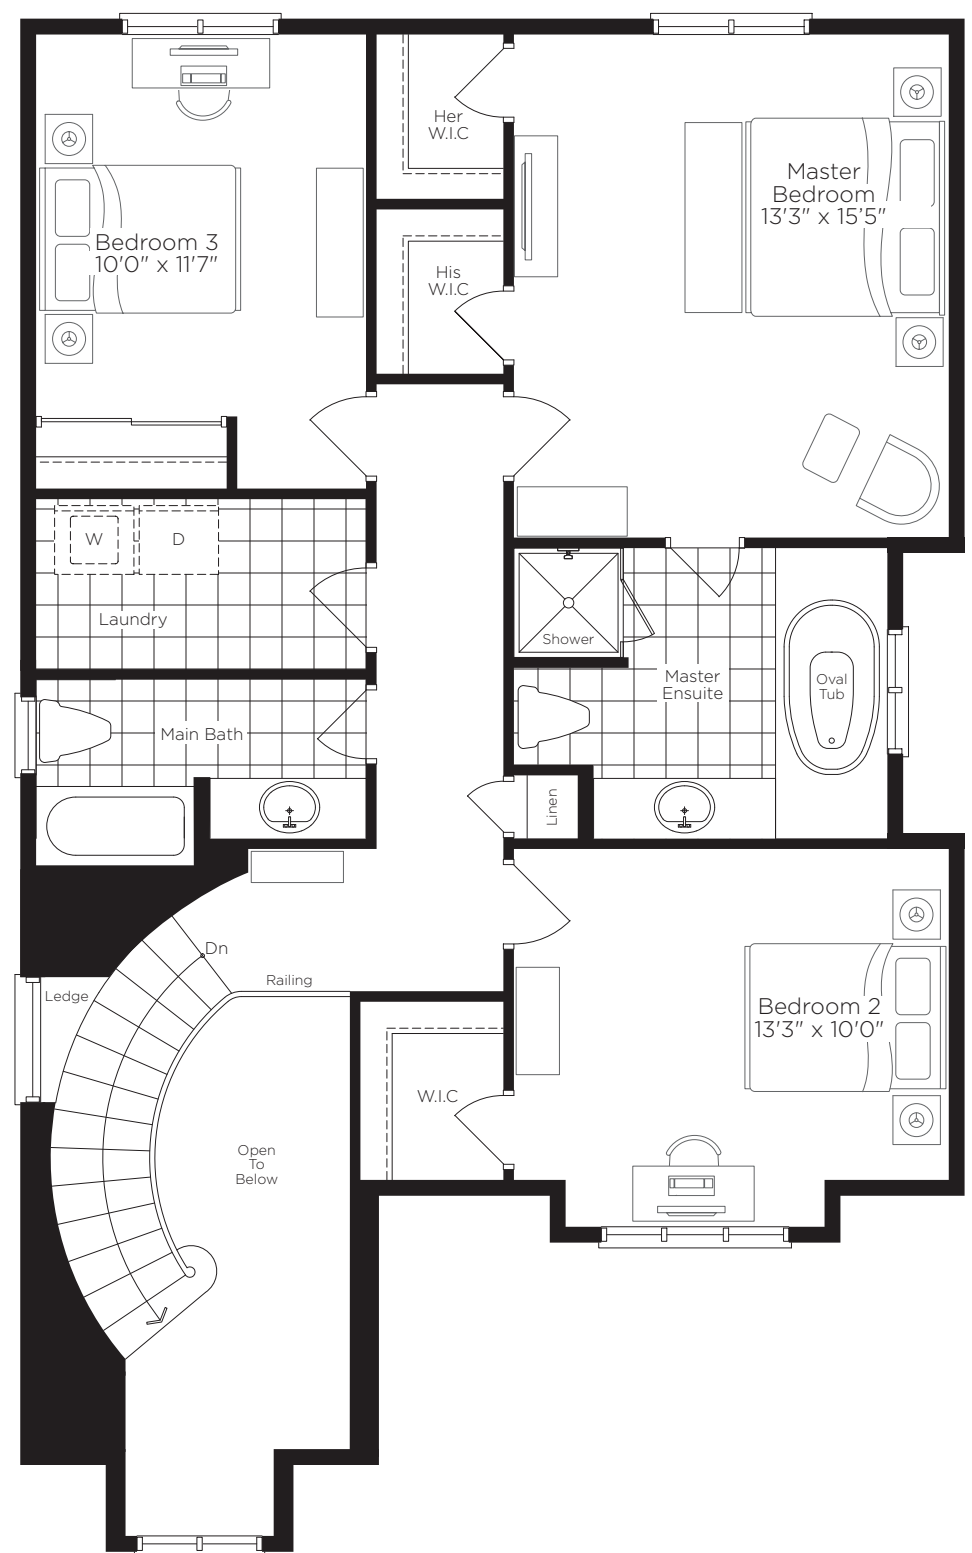 Her
W.I.C
Master
Bedroom
13'3" x 15'5"
Bedroom 3
10'0" x 11'7"
His
W.I.C
W
D
Laundry
Shower
Master
Ensuite
Oval
Tub
Main Bath
Linen
Dn
Railing
Ledge
Bedroom 2
13'3" x 10'0"
W.I.C
Open
To
Below